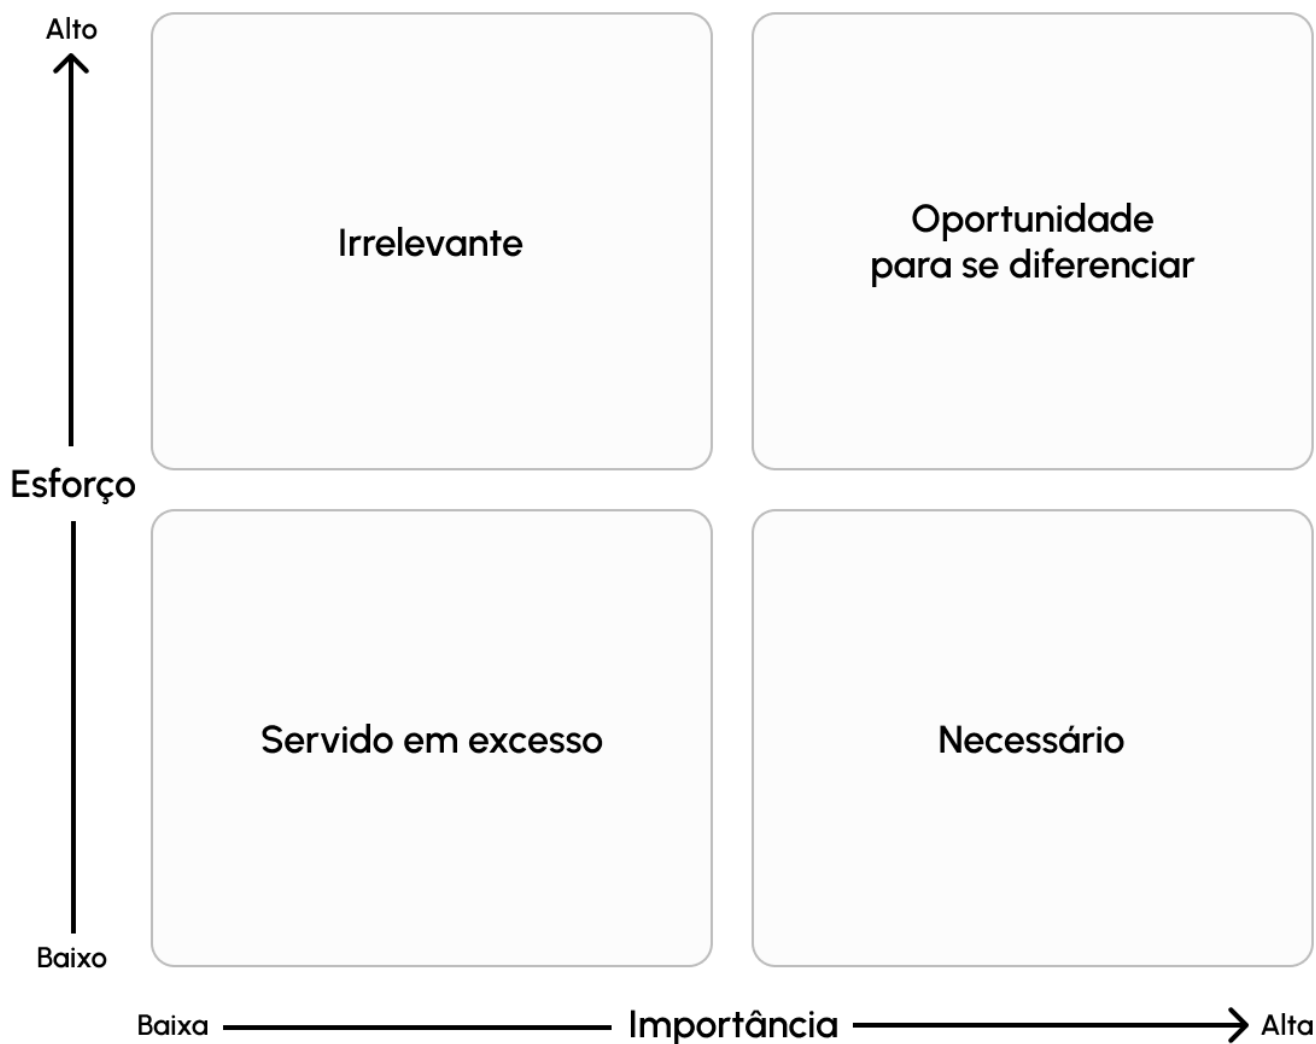 Alto
Irrelevante
Oportunidade
para se diferenciar
Esforço
Servido em excesso
Necessário
Baixo
Baixa
Importância
Alta